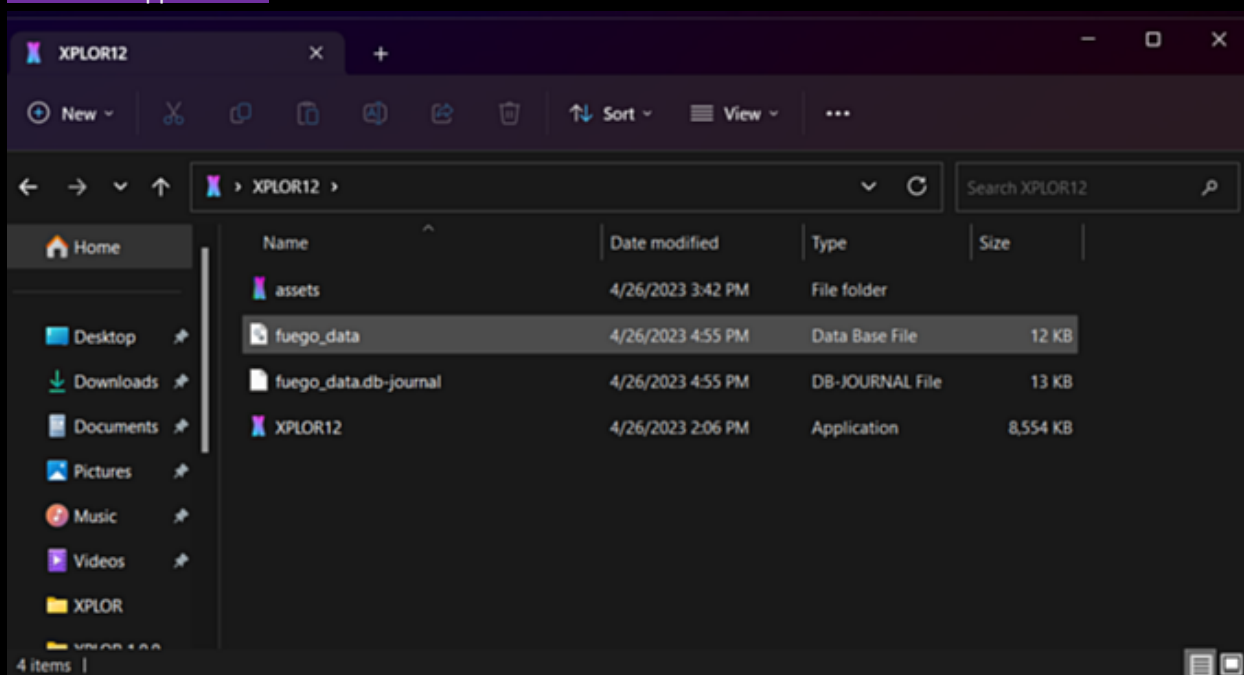 XPLOR12
New Sort View
XPLOR12 Search XPLOR12
Home
Desktop
Downloads
Documents
Pictures
Music
Videos
XPLOR
Name Date modified Type Size
assets 4/26/2023 3:42 PM File folder
fuego_data 4/26/2023 4:55 PM Data Base File 12 KB
fuego_data.db-journal 4/26/2023 4:55 PM DB-JOURNAL File 13 KB
XPLOR12 4/26/2023 2:06 PM Application 8,554 KB
4 items